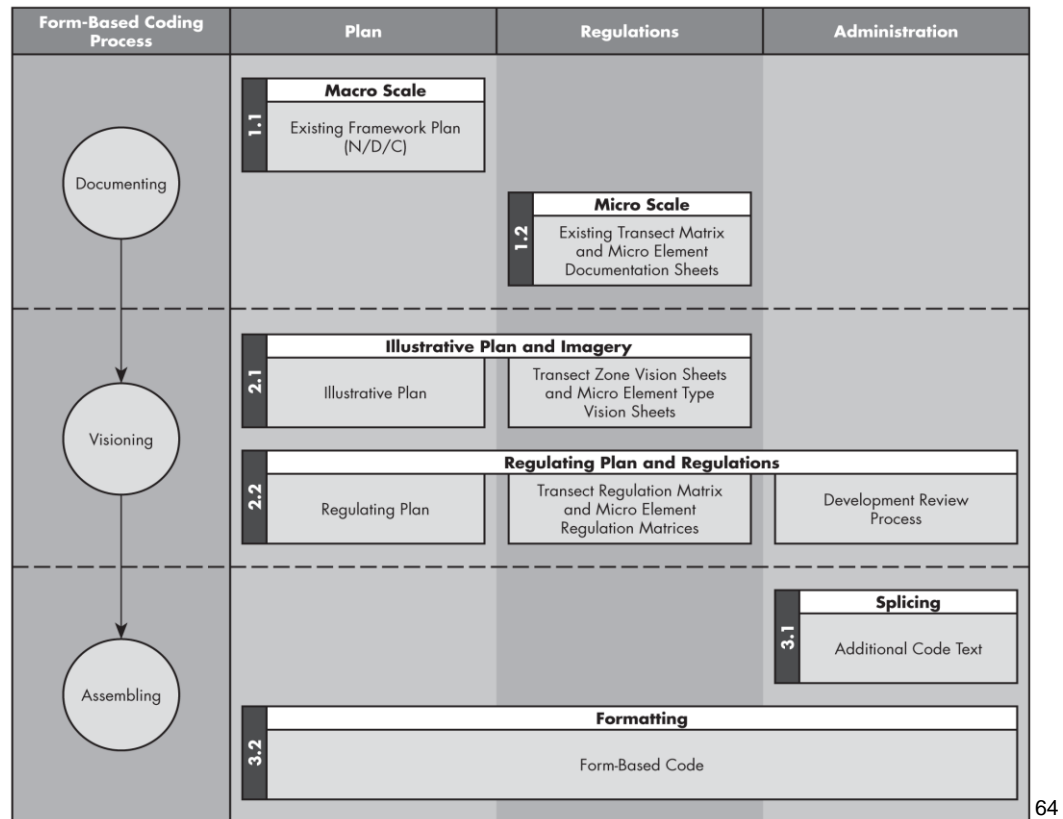 Form-Based Coding
Process
Plan
Regulations
Administration
Documenting
1.1
Macro Scale
Existing Framework Plan
(N/D/C)
1.2
Micro Scale
Existing Transect Matrix
and Micro Element
Documentation Sheets
Visioning
2.1
Illustrative Plan and Imagery
Illustrative Plan
Transect Zone Vision Sheets
and Micro Element Type
Vision Sheets
2.2
Regulating Plan and Regulations
Regulating Plan
Transect Regulation Matrix
and Micro Element
Regulation Matrices
Development Review
Process
Assembling
3.1
Splicing
Additional Code Text
3.2
Formatting
Form-Based Code
64